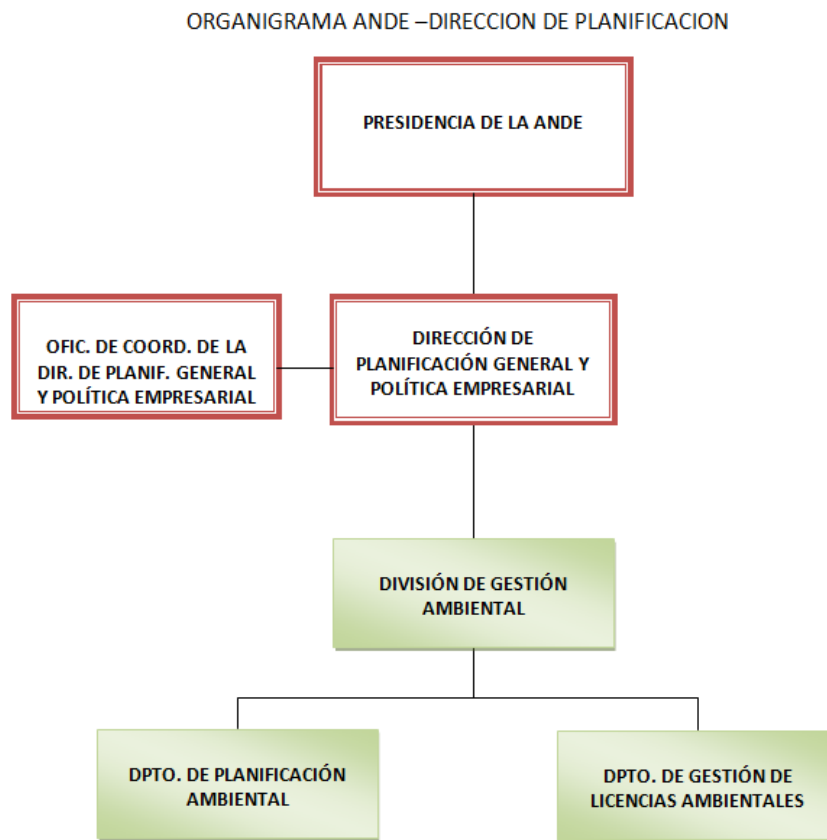 ORGANIGRAMA ANDE –DIRECCION DE PLANIFICACION
PRESIDENCIA DE LA ANDE
OFIC. DE COORD. DE LA
DIR. DE PLANIF. GENERAL
Y POLÍTICA EMPRESARIAL
DIRECCIÓN DE
PLANIFICACIÓN GENERAL Y
POLÍTICA EMPRESARIAL
DIVISIÓN DE GESTIÓN
AMBIENTAL
DPTO. DE PLANIFICACIÓN
AMBIENTAL
DPTO. DE GESTIÓN DE
LICENCIAS AMBIENTALES